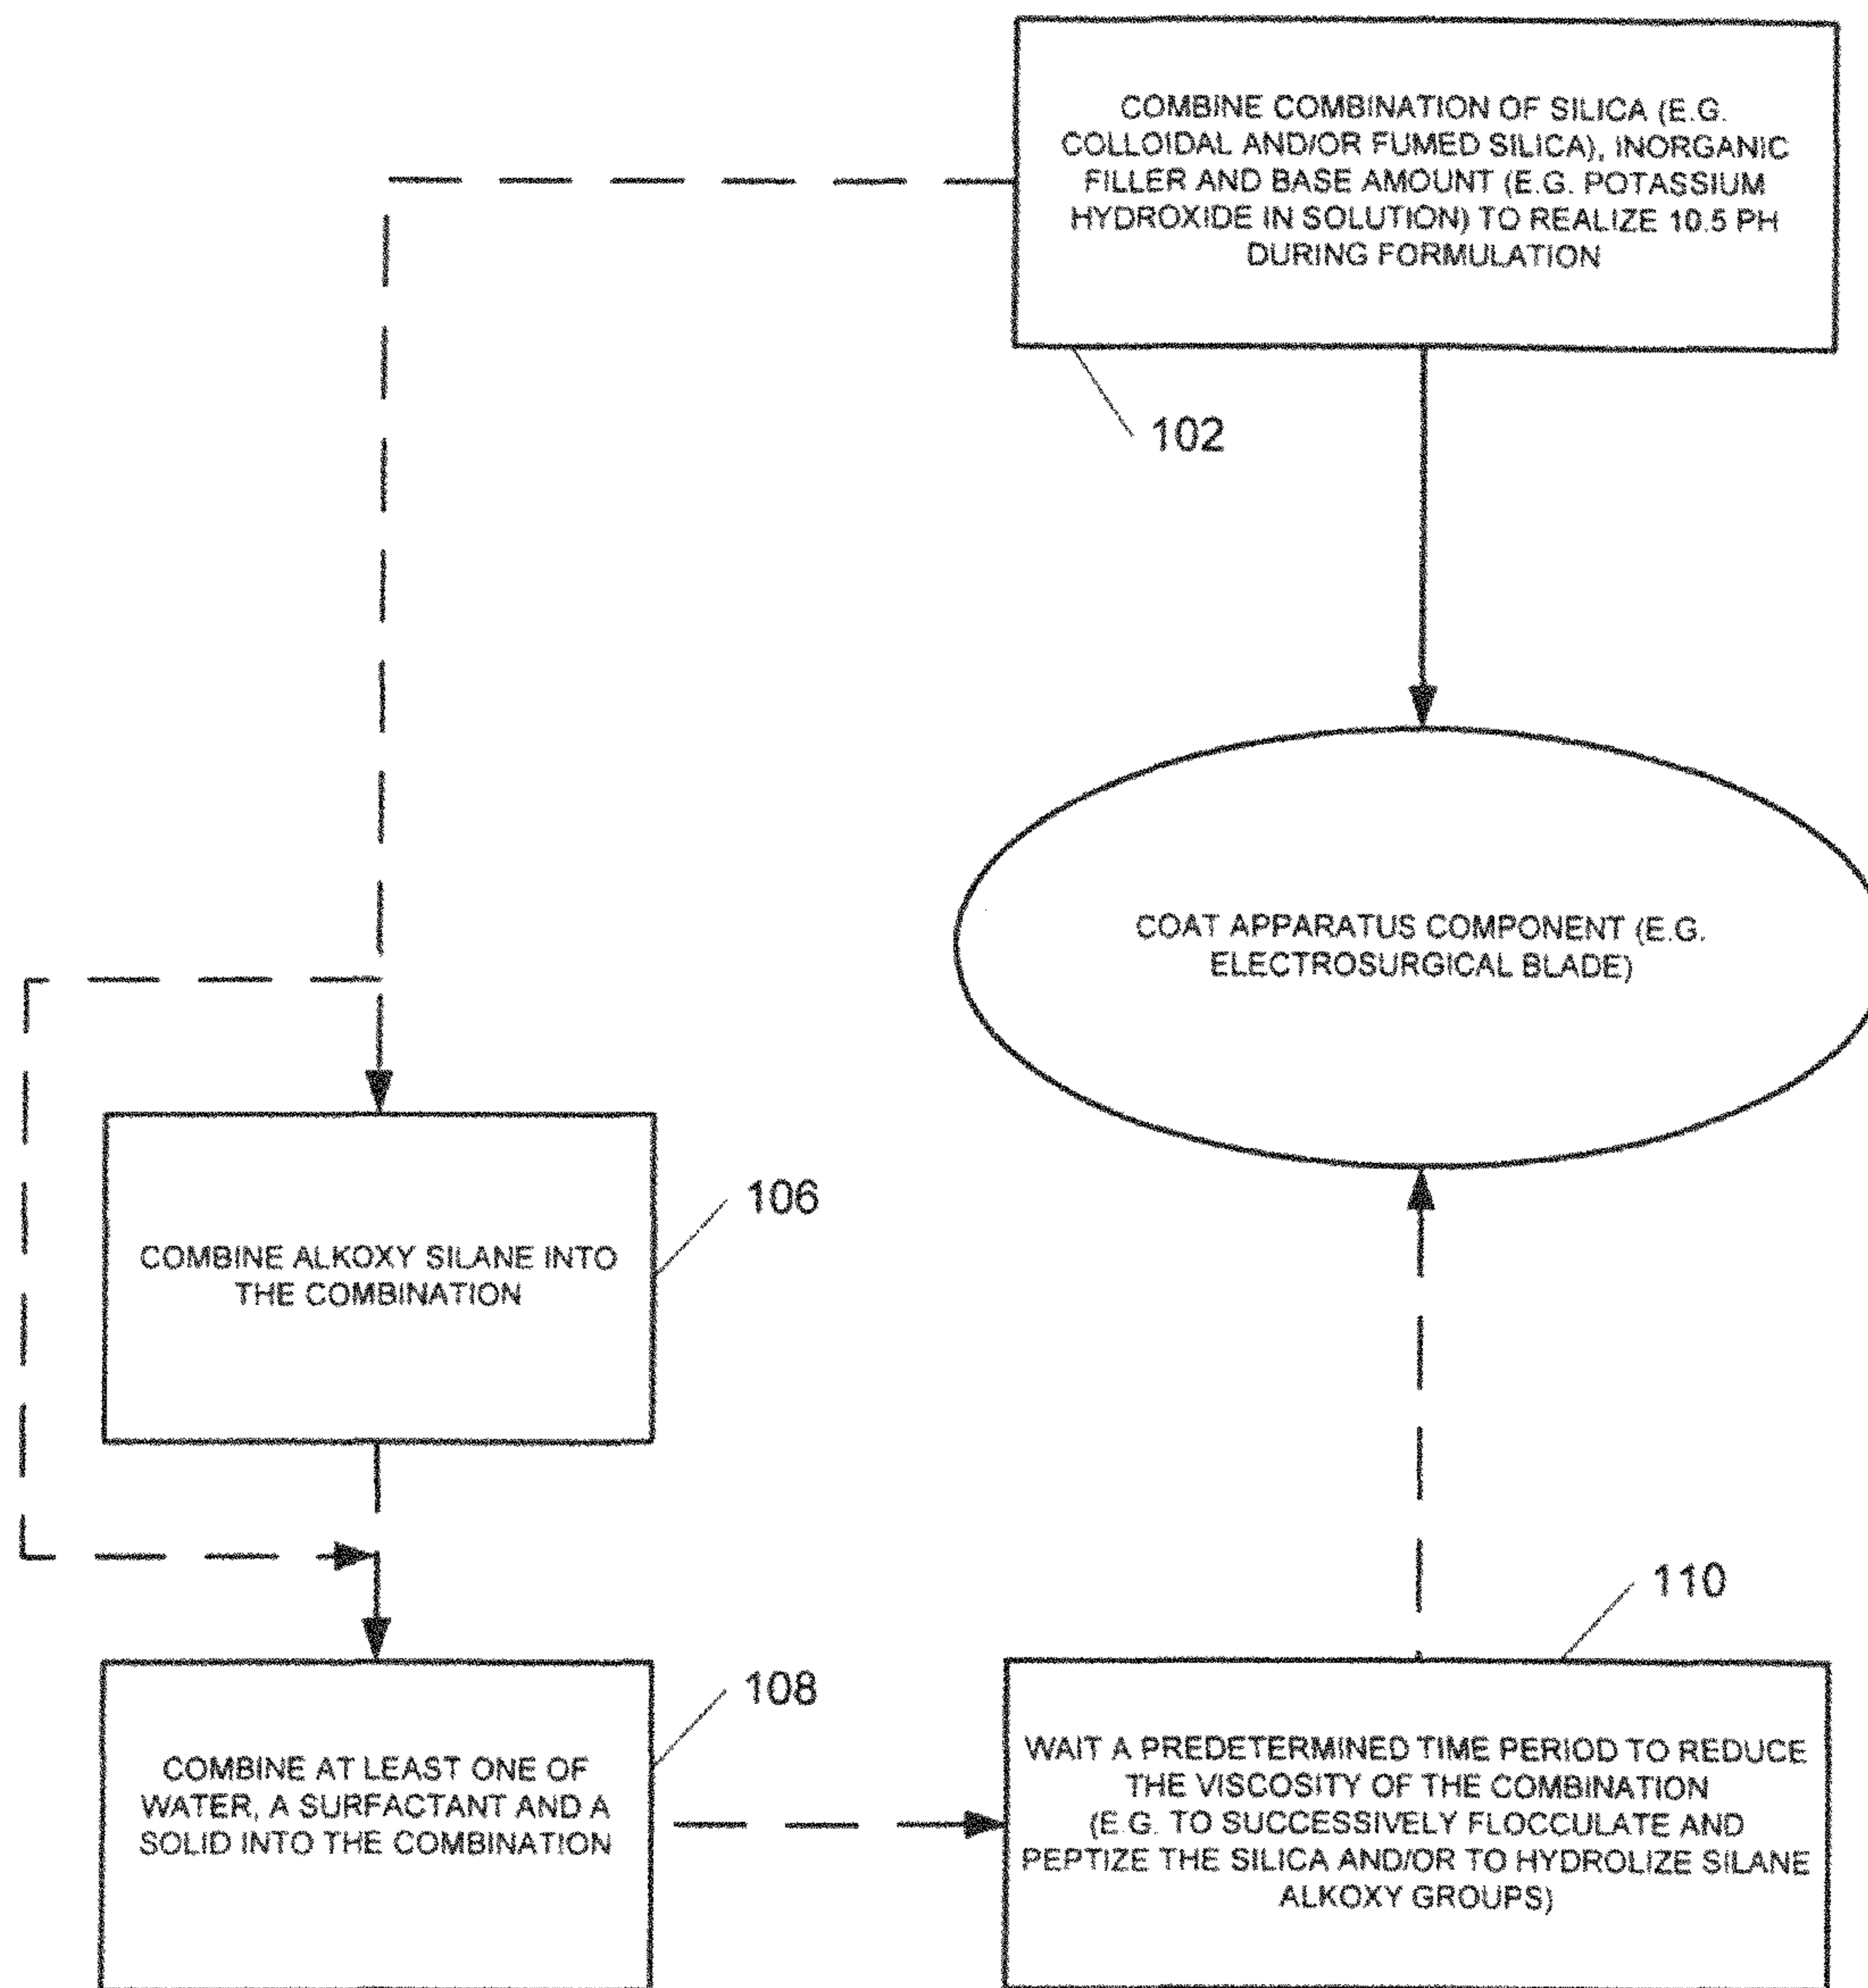 COMBINE COMBINATION OF SILICA (E.G.
COLLOIDAL AND/OR FUMED SILICA), INORGANIC
FILLER AND BASE AMOUNT (E.G. POTASSIUM
HYDROXIDE IN SOLUTION) TO REALIZE 10.5 PH
DURING FORMULATION
102
COAT APPARATUS COMPONENT (E.G.
ELECTROSURGICAL BLADE)
106
COMBINE ALKOXY SILANE INTO
THE COMBINATION
110
108
COMBINE AT LEAST ONE OF
WATER, A SURFACTANT AND A
SOLID INTO THE COMBINATION
WAIT A PREDETERMINED TIME PERIOD TO REDUCE
THE VISCOSITY OF THE COMBINATION
(E.G. TO SUCCESSIVELY FLOCCULATE AND
PEPTIZE THE SILICA AND/OR TO HYDROLIZE SILANE
ALKOXY GROUPS)